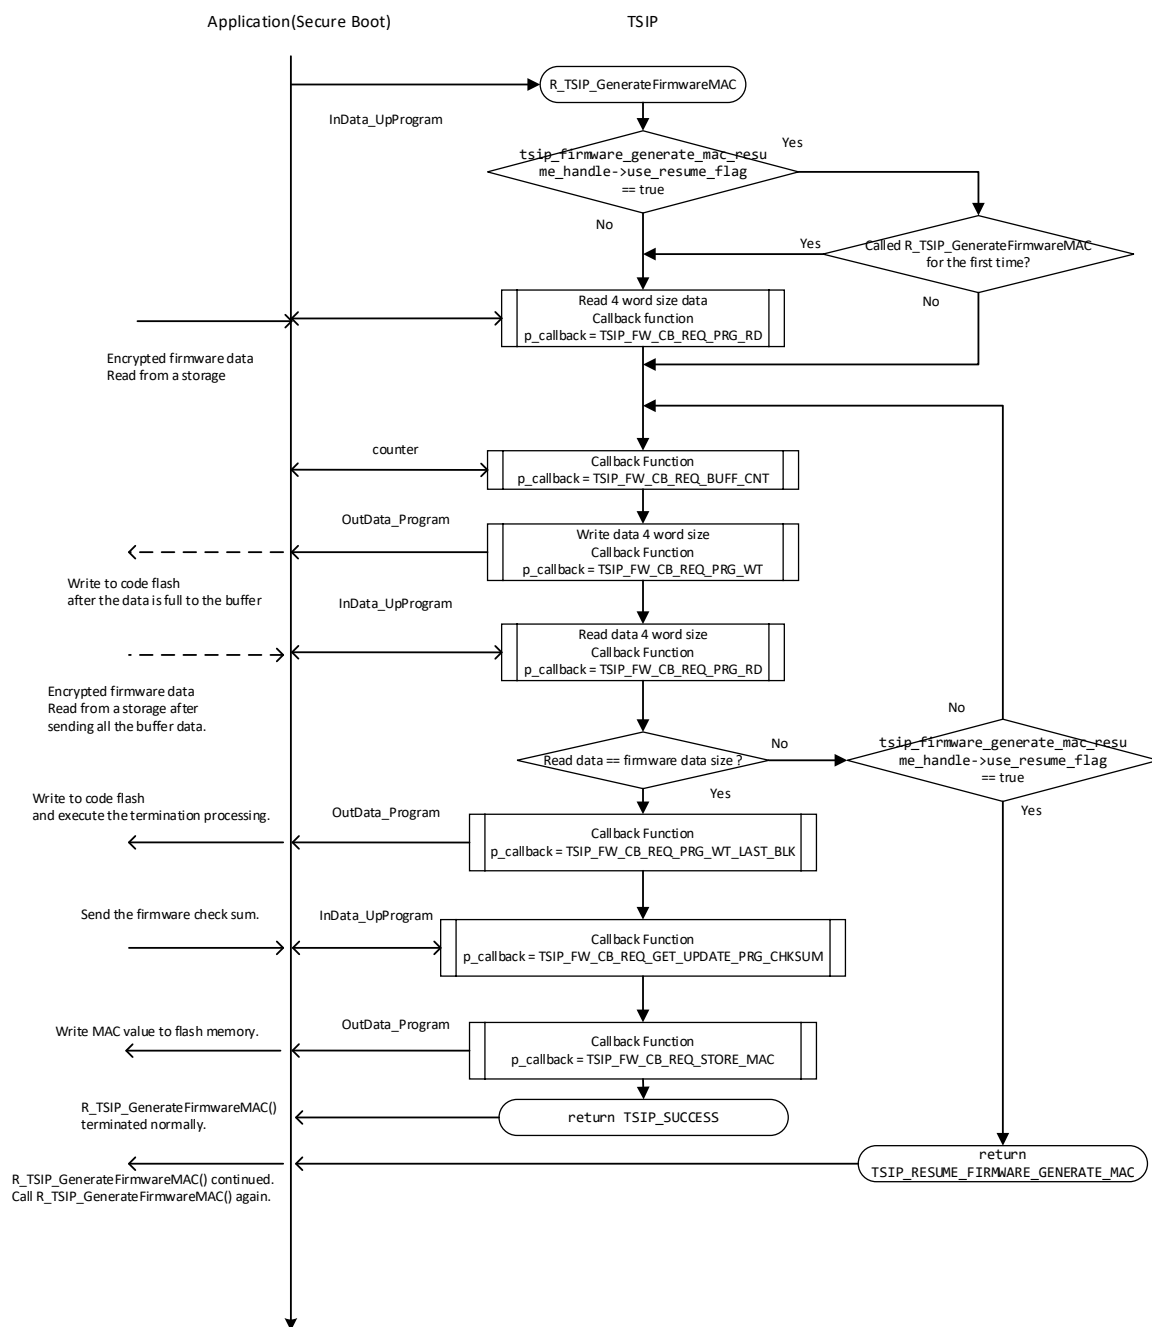 Application(Secure Boot)
TSIP
R_TSIP_GenerateFirmwareMAC
InData_UpProgram
tsip_firmware_generate_mac_resu
me_handle->use_resume_flag
== true
Yes
No
Called R_TSIP_GenerateFirmwareMAC
for the first time?
Yes
No
Read 4 word size data
Callback function
p_callback = TSIP_FW_CB_REQ_PRG_RD
Encrypted firmware data
Read from a storage
counter
Callback Function
p_callback = TSIP_FW_CB_REQ_BUFF_CNT
OutData_Program
Write data 4 word size
Callback Function
p_callback = TSIP_FW_CB_REQ_PRG_WT
Write to code flash
after the data is full to the buffer
InData_UpProgram
Read data 4 word size
Callback Function
p_callback = TSIP_FW_CB_REQ_PRG_RD
Encrypted firmware data
Read from a storage after
sending all the buffer data.
Read data == firmware data size ?
No
Yes
No
tsip_firmware_generate_mac_resu
me_handle->use_resume_flag
== true
Yes
Write to code flash
and execute the termination processing.
OutData_Program
Callback Function
p_callback = TSIP_FW_CB_REQ_PRG_WT_LAST_BLK
Send the firmware check sum.
InData_UpProgram
Callback Function
p_callback = TSIP_FW_CB_REQ_GET_UPDATE_PRG_CHKSUM
Write MAC value to flash memory.
OutData_Program
Callback Function
p_callback = TSIP_FW_CB_REQ_STORE_MAC
R_TSIP_GenerateFirmwareMAC()
terminated normally.
return TSIP_SUCCESS
return
TSIP_RESUME_FIRMWARE_GENERATE_MAC
R_TSIP_GenerateFirmwareMAC() continued.
Call R_TSIP_GenerateFirmwareMAC() again.